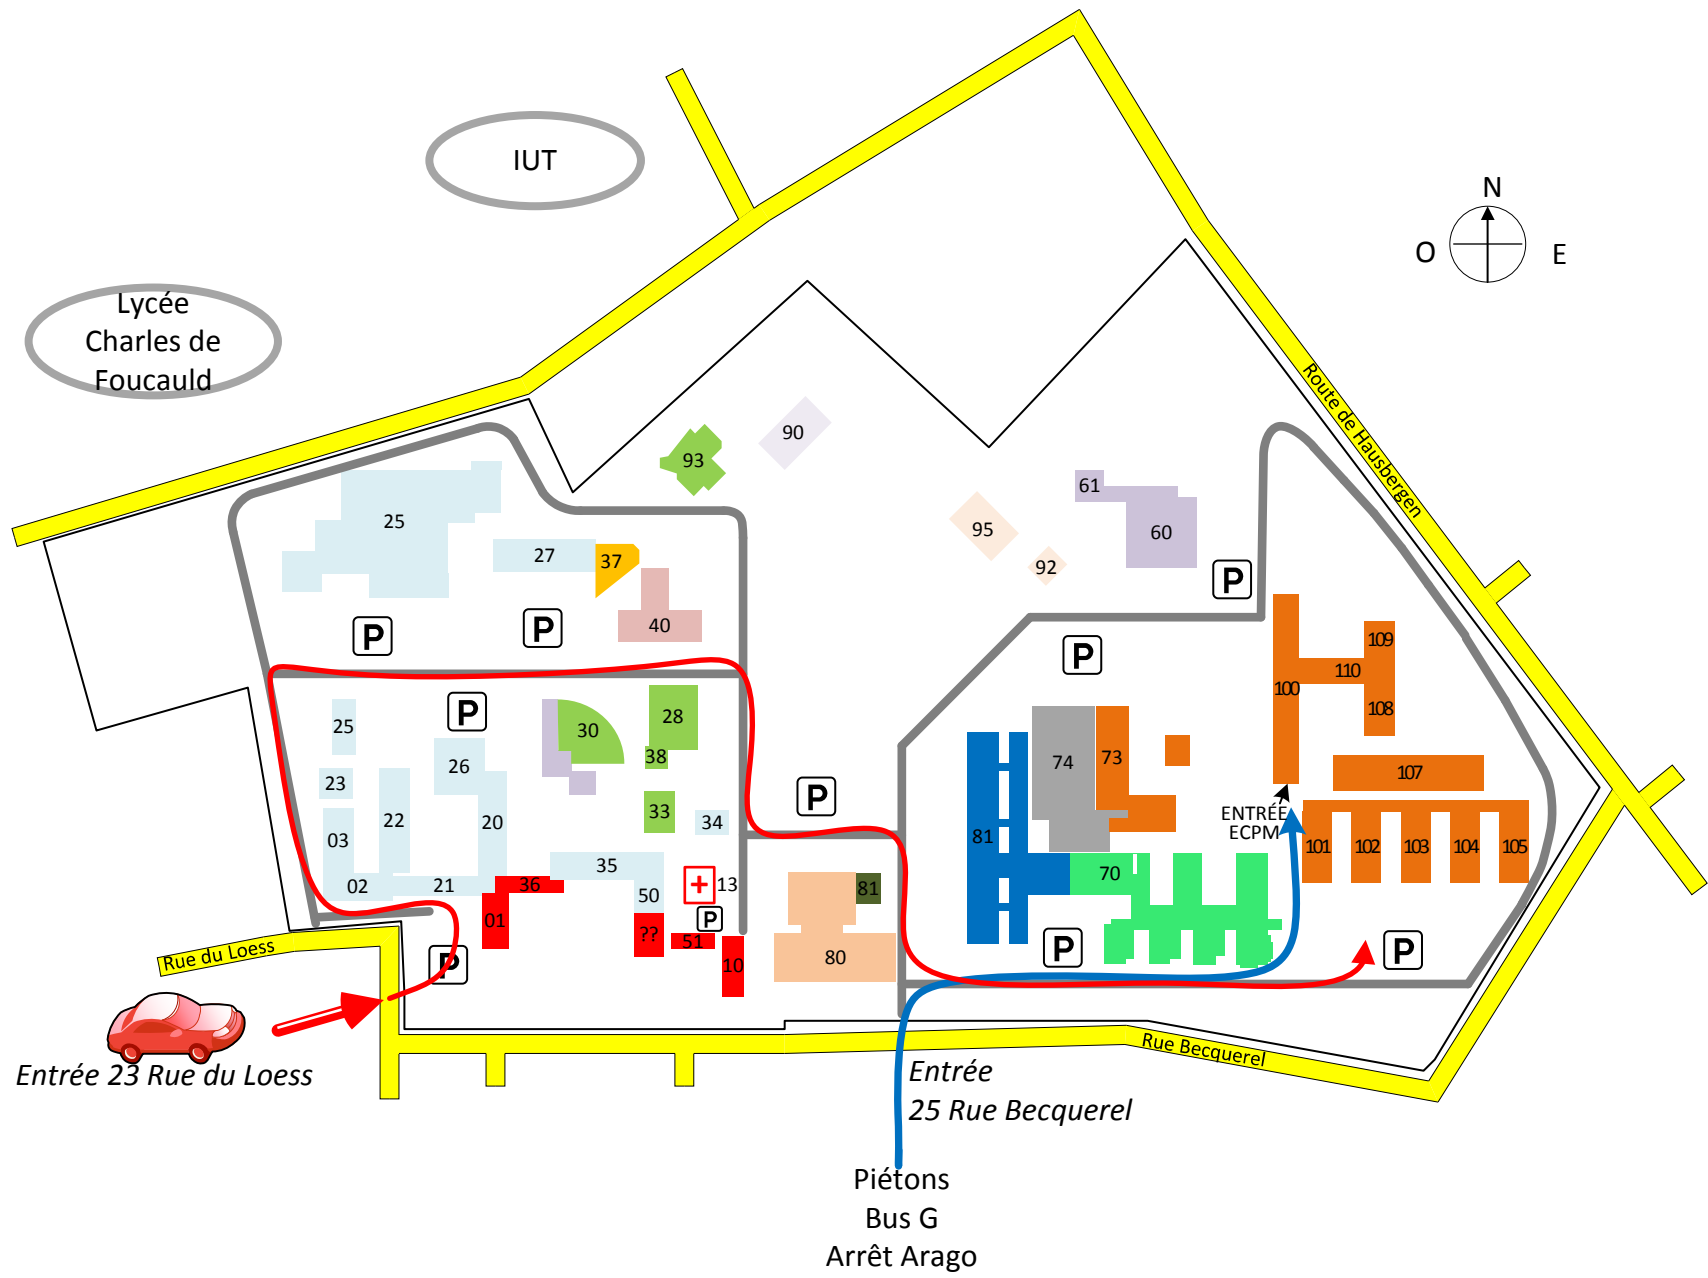 IUT
N
O
E
Lycée
Charles de
Foucauld
Route de Hausbergen
90
93
61
25
95
60
27
37
92
P
P
P
40
109
P
110
100
25
P
28
108
30
38
74
73
26
107
23
P
33
34
ENTRÉE
ECPM
22
20
81
03
101
102
103
104
105
35
70
02
21
36
+
13
81
50
01
P
??
51
P
P
80
P
10
Rue du Loess
Rue Becquerel
Entrée 23 Rue du Loess
Entrée
25 Rue Becquerel
Piétons
Bus G
Arrêt Arago